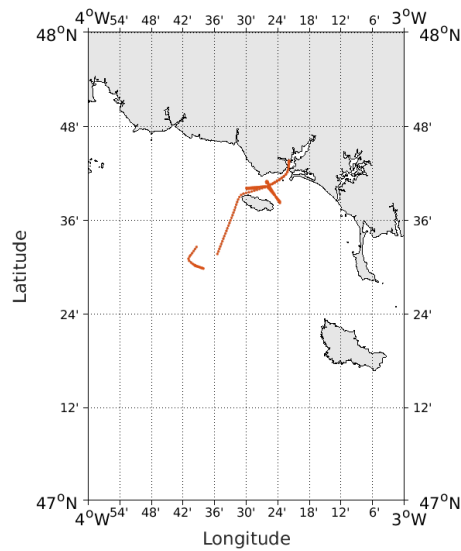 4°W 54' 48' 42' 36' 30' 24' 18' 12' 6' 3°W
48°N 48°N
48' 48'
36' 36'
Latitude
24' 24'
12' 12'
47°N 47°N
4°W 54' 48' 42' 36' 30' 24' 18' 12' 6' 3°W
Longitude